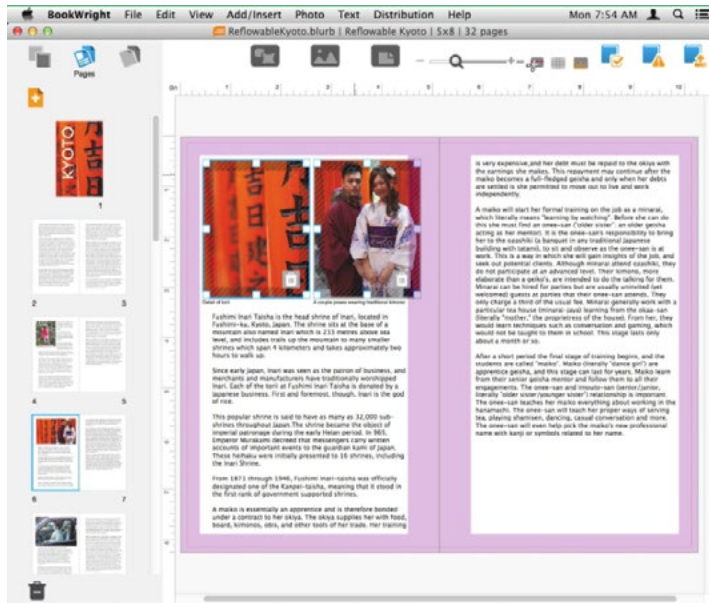 BookWright File Edit View Add/Insert Photo Text Distribution Help Mon 7:54 AM
ReflowableKyoto.blurb | Reflowable Kyoto | 5x8 | 32 pages
Pages
0in 1 2 3 4 5 6 7 8 9 10
KYOTO
月吉日
1
2 3
4 5
6 7
吉日建之
Detail of torii
A couple poses wearing traditional kimono
Fushimi Inari Taisha is the head shrine of Inari, located in
Fushimi-ku, Kyoto, Japan. The shrine sits at the base of a
mountain also named Inari which is 233 metres above sea
level, and includes trails up the mountain to many smaller
shrines which span 4 kilometers and takes approximately two
hours to walk up.
Since early Japan, Inari was seen as the patron of business, and
merchants and manufacturers have traditionally worshipped
Inari. Each of the torii at Fushimi Inari Taisha is donated by a
Japanese business. First and foremost, though, Inari is the god
of rice.
This popular shrine is said to have as many as 32,000 sub-
shrines throughout Japan.The shrine became the object of
imperial patronage during the early Heian period. In 965,
Emperor Murakami decreed that messengers carry written
accounts of important events to the guardian kami of Japan.
These heihaku were initially presented to 16 shrines, including
the Inari Shrine.
From 1871 through 1946, Fushimi Inari-taisha was officially
designated one of the Kanpei-taisha, meaning that it stood in
the first rank of government supported shrines.
A maiko is essentially an apprentice and is therefore bonded
under a contract to her okiya. The okiya supplies her with food,
board, kimonos, obis, and other tools of her trade. Her training
is very expensive,and her debt must be repaid to the okiya with
the earnings she makes. This repayment may continue after the
maiko becomes a full-fledged geisha and only when her debts
are settled is she permitted to move out to live and work
independently.
A maiko will start her formal training on the job as a minarai,
which literally means "learning by watching". Before she can do
this she must find an onee-san ("older sister": an older geisha
acting as her mentor). It is the onee-san's responsibility to bring
her to the ozashiki (a banquet in any traditional Japanese
building with tatami), to sit and observe as the onee-san is at
work. This is a way in which she will gain insights of the job, and
seek out potential clients. Although minarai attend ozashiki, they
do not participate at an advanced level. Their kimono, more
elaborate than a geiko's, are intended to do the talking for them.
Minarai can be hired for parties but are usually uninvited (yet
welcomed) guests at parties that their onee-san attends. They
only charge a third of the usual fee. Minarai generally work with a
particular tea house (minarai-jaya) learning from the okaa-san
(literally "mother," the proprietress of the house). From her, they
would learn techniques such as conversation and gaming, which
would not be taught to them in school. This stage lasts only
about a month or so.
After a short period the final stage of training begins, and the
students are called "maiko". Maiko (literally "dance girl") are
apprentice geisha, and this stage can last for years. Maiko learn
from their senior geisha mentor and follow them to all their
engagements. The onee-san and imouto-san (senior/junior,
literally "older sister/younger sister") relationship is important.
The onee-san teaches her maiko everything about working in the
hanamachi. The onee-san will teach her proper ways of serving
tea, playing shamisen, dancing, casual conversation and more.
The onee-san will even help pick the maiko's new professional
name with kanji or symbols related to her name.